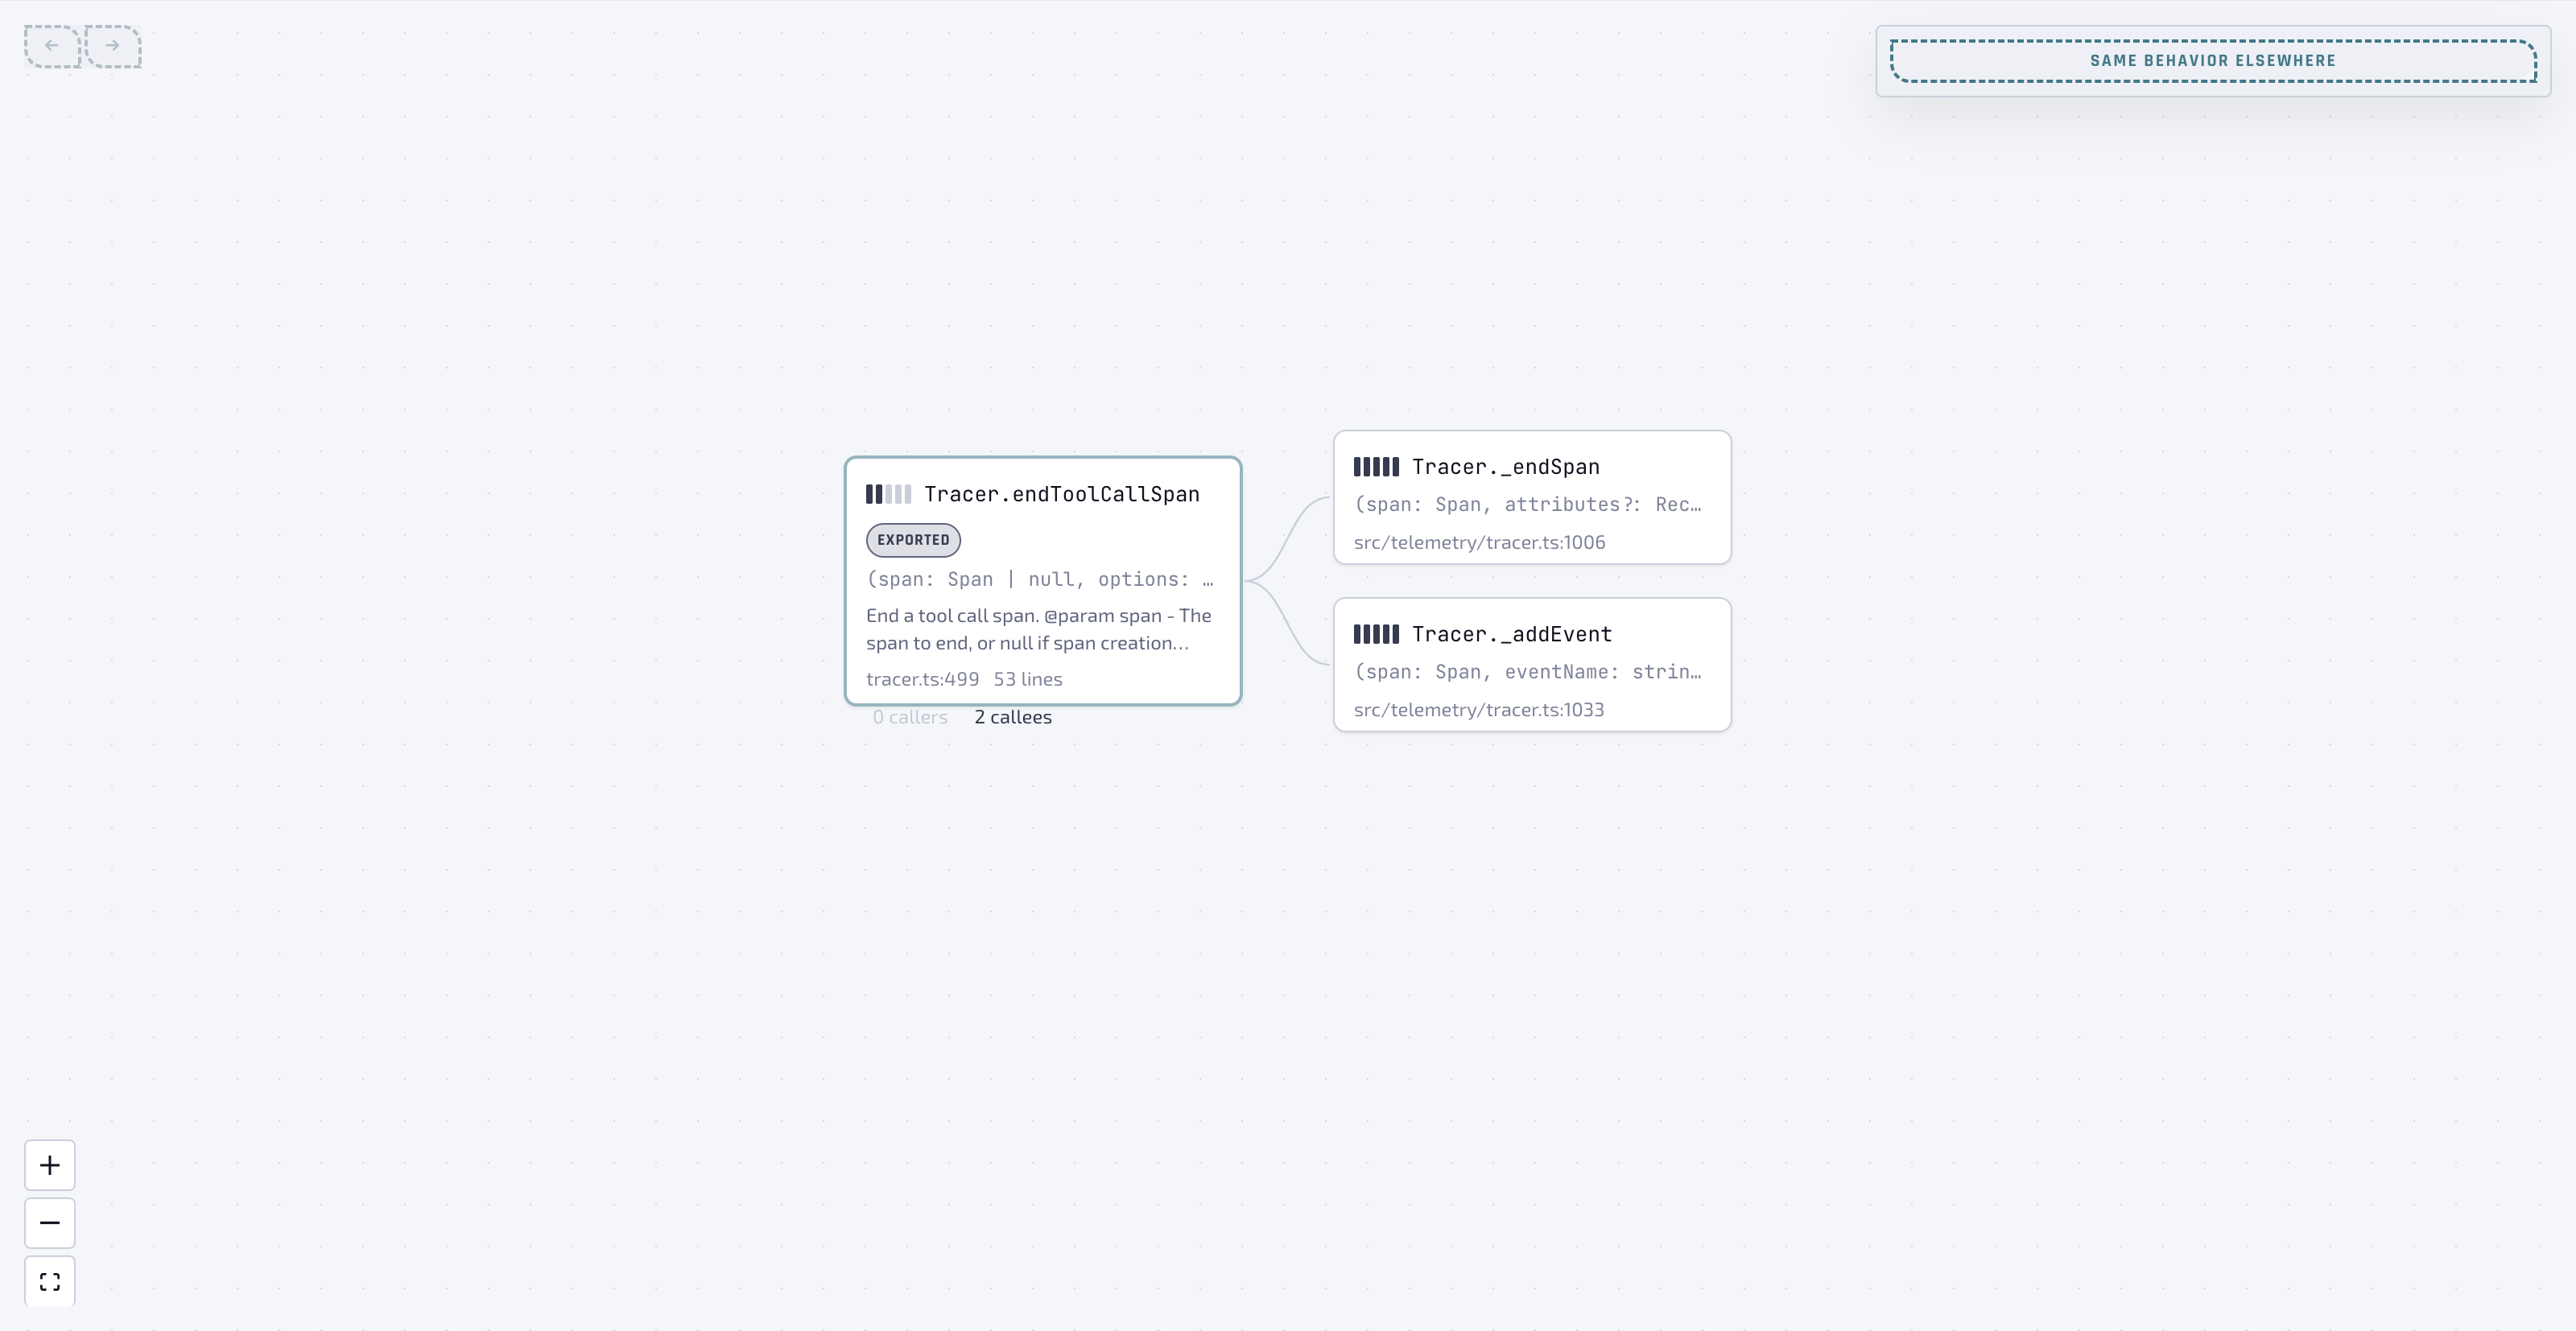 ← →
SAME BEHAVIOR ELSEWHERE
Tracer.endToolCallSpan
EXPORTED
(span: Span | null, options: …
End a tool call span. @param span - The
span to end, or null if span creation…
tracer.ts:499 53 lines
0 callers 2 callees
Tracer._endSpan
(span: Span, attributes?: Rec…
src/telemetry/tracer.ts:1006
Tracer._addEvent
(span: Span, eventName: strin…
src/telemetry/tracer.ts:1033